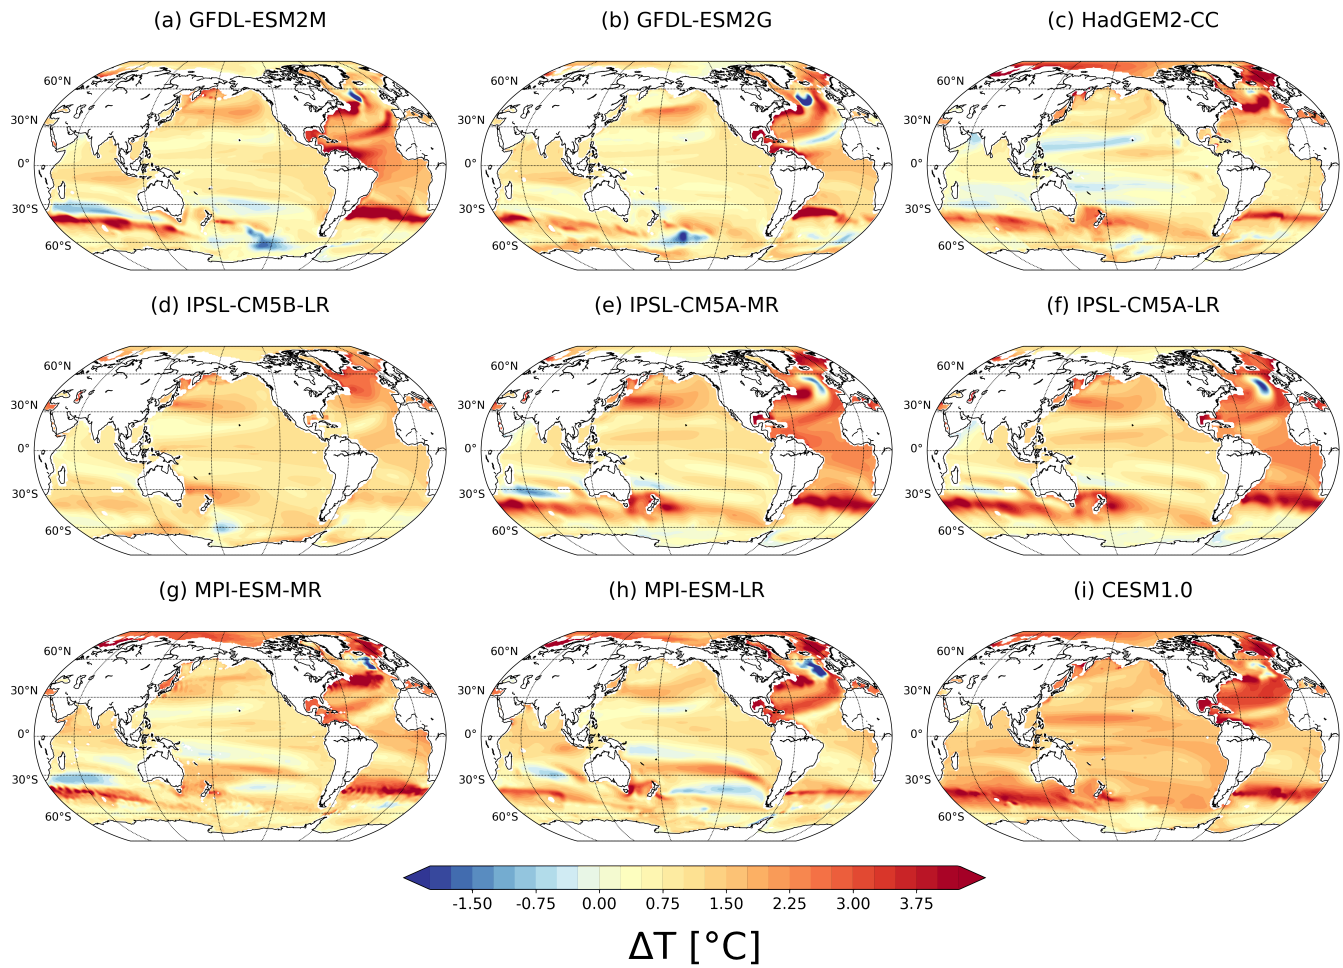 (a) GFDL-ESM2M (b) GFDL-ESM2G (c) HadGEM2-CC
60°N 60°N 60°N
30°N 30°N 30°N
0° 0° 0°
30°S 30°S 30°S
60°S 60°S 60°S
(d) IPSL-CM5B-LR (e) IPSL-CM5A-MR (f) IPSL-CM5A-LR
60°N 60°N 60°N
30°N 30°N 30°N
0° 0° 0°
30°S 30°S 30°S
60°S 60°S 60°S
(g) MPI-ESM-MR (h) MPI-ESM-LR (i) CESM1.0
60°N 60°N 60°N
30°N 30°N 30°N
0° 0° 0°
30°S 30°S 30°S
60°S 60°S 60°S
-1.50 -0.75 0.00 0.75 1.50 2.25 3.00 3.75
ΔT [°C]